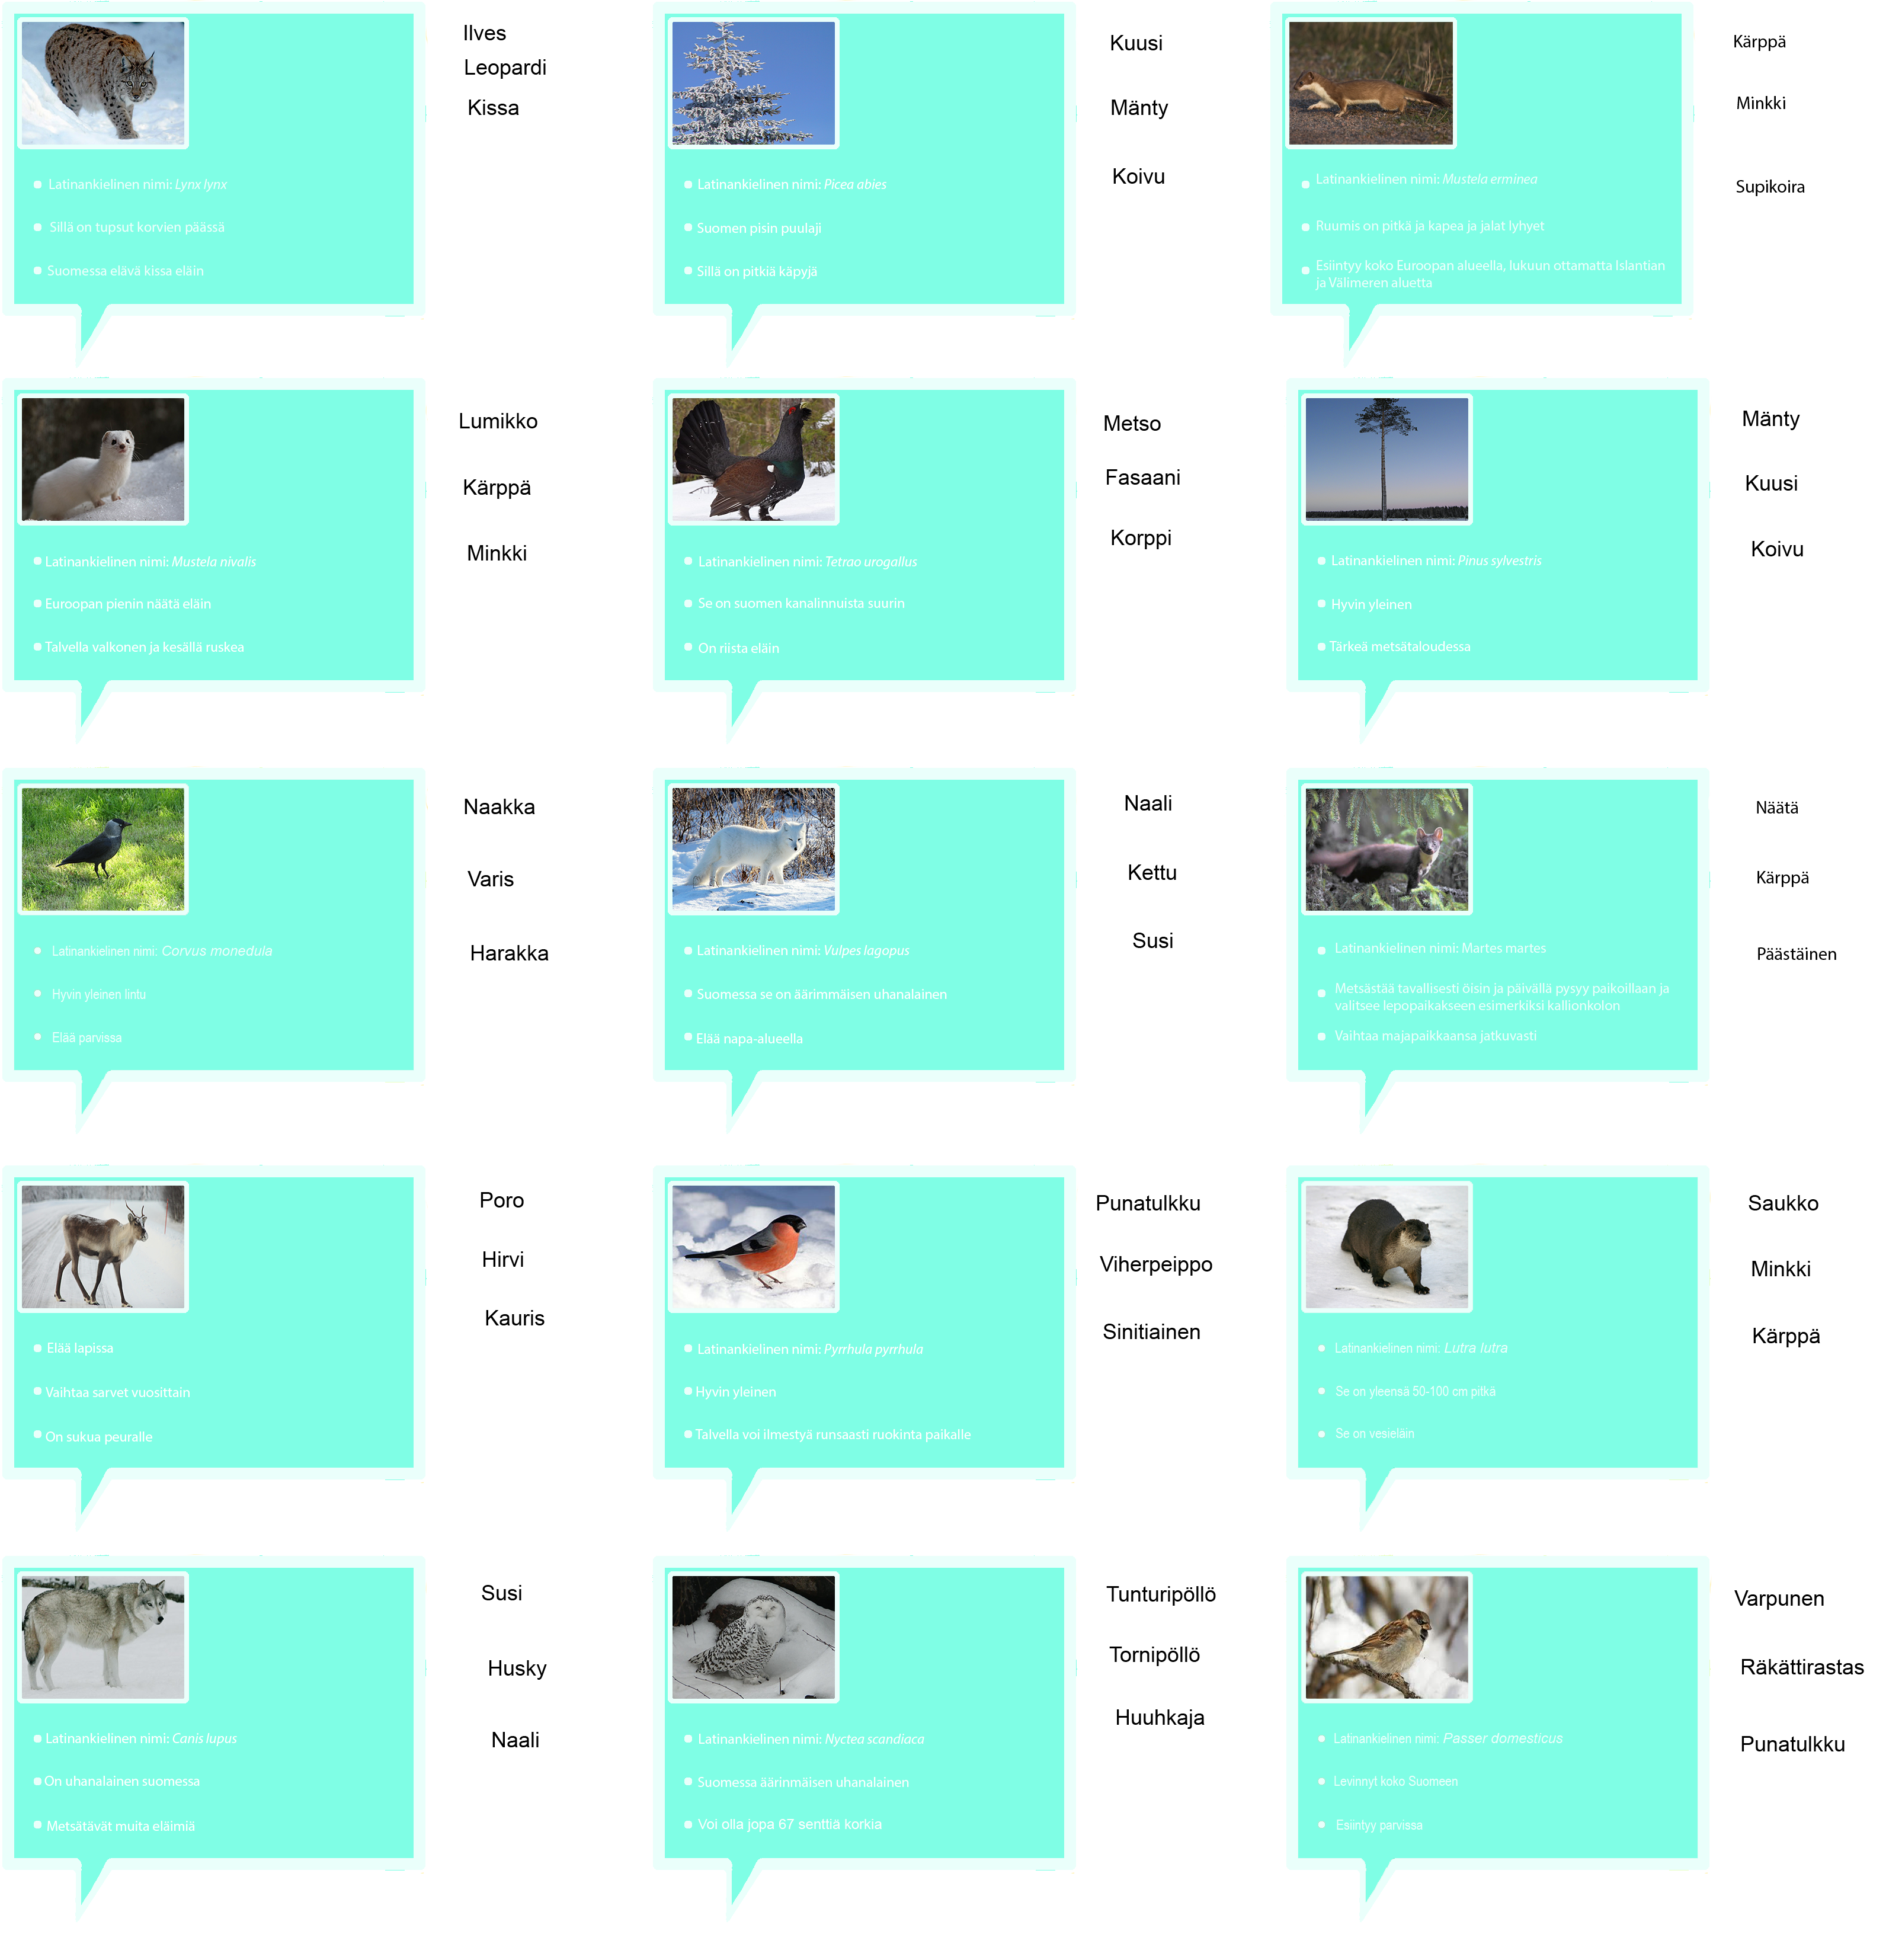 Ilves
Leopardi
Kissa
Latinankielinen nimi: Lynx lynx
Sillä on tupsut korvien päässä
Suomessa elävä kissa eläin
Kuusi
Mänty
Koivu
Latinankielinen nimi: Picea abies
Suomen pisin puulaji
Sillä on pitkiä käpyjä
Kärppä
Minkki
Supikoira
Latinankielinen nimi: Mustela erminea
Ruumis on pitkä ja kapea ja jalat lyhyet
Esiintyy koko Euroopan alueella, lukuun ottamatta Islantian
ja Välimeren aluetta
Lumikko
Kärppä
Minkki
Latinankielinen nimi: Mustela nivalis
Euroopan pienin näätä eläin
Talvella valkonen ja kesällä ruskea
Metso
Fasaani
Korppi
Latinankielinen nimi: Tetrao urogallus
Se on suomen kanalinnuista suurin
On riista eläin
Mänty
Kuusi
Koivu
Latinankielinen nimi: Pinus sylvestris
Hyvin yleinen
Tärkeä metsätaloudessa
Naakka
Varis
Harakka
Latinankielinen nimi: Corvus monedula
Hyvin yleinen lintu
Elää parvissa
Naali
Kettu
Susi
Latinankielinen nimi: Vulpes lagopus
Suomessa se on äärimmäisen uhanalainen
Elää napa-alueella
Näätä
Kärppä
Päästäinen
Latinankielinen nimi: Martes martes
Metsästää tavallisesti öisin ja päivällä pysyy paikoillaan ja
valitsee lepopaikakseen esimerkiksi kallionkolon
Vaihtaa majapaikkaansa jatkuvasti
Poro
Hirvi
Kauris
Elää lapissa
Vaihtaa sarvet vuosittain
On sukua peuralle
Punatulkku
Viherpeippo
Sinitiainen
Latinankielinen nimi: Pyrrhula pyrrhula
Hyvin yleinen
Talvella voi ilmestyä runsaasti ruokinta paikalle
Saukko
Minkki
Kärppä
Latinankielinen nimi: Lutra lutra
Se on yleensä 50-100 cm pitkä
Se on vesieläin
Susi
Husky
Naali
Latinankielinen nimi: Canis lupus
On uhanalainen suomessa
Metsätävät muita eläimiä
Tunturipöllö
Tornipöllö
Huuhkaja
Latinankielinen nimi: Nyctea scandiaca
Suomessa äärinmäisen uhanalainen
Voi olla jopa 67 senttiä korkia
Varpunen
Räkättirastas
Punatulkku
Latinankielinen nimi: Passer domesticus
Levinnyt koko Suomeen
Esiintyy parvissa